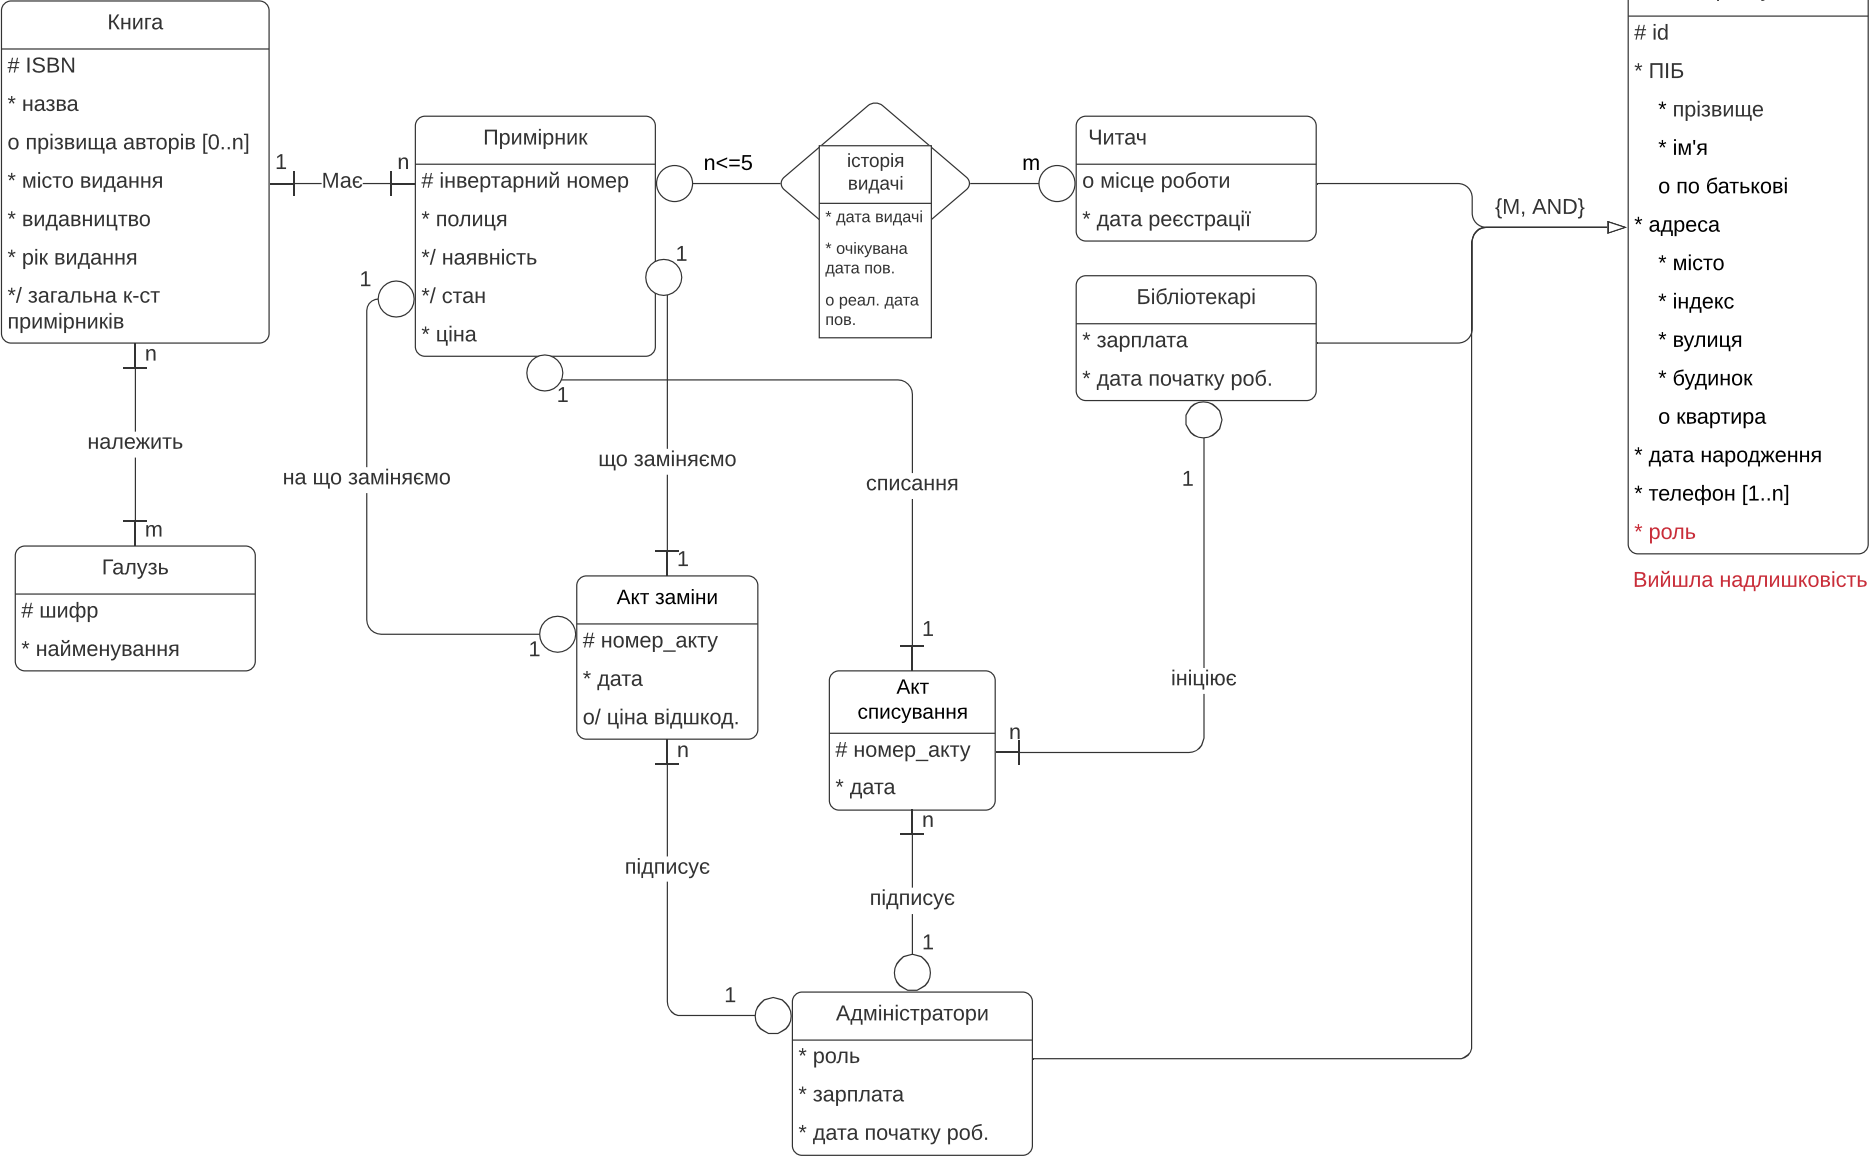 Книга
# ISBN
* назва
о прізвища авторів [0..n]
* місто видання
* видавництво
* рік видання
*/ загальна к-ст
примірників
1
Має
n
Примірник
# інвертарний номер
* полиця
*/ наявність
*/ стан
* ціна
n<=5
історія
видачі
* дата видачі
* очікувана
дата пов.
о реал. дата
пов.
m
Читач
о місце роботи
* дата реєстрації
Бібліотекарі
* зарплата
* дата початку роб.
{M, AND}
# id
* ПІБ
* прізвище
* ім'я
о по батькові
* адреса
* місто
* індекс
* вулиця
* будинок
о квартира
* дата народження
* телефон [1..n]
* роль
Вийшла надлишковість
n
належить
m
Галузь
# шифр
* найменування
1
на що заміняємо
1
1
що заміняємо
1
1
списання
1
1
ініціює
n
Акт заміни
# номер_акту
* дата
о/ ціна відшкод.
Акт
списування
# номер_акту
* дата
n
підписує
1
n
підписує
1
Адміністратори
* роль
* зарплата
* дата початку роб.